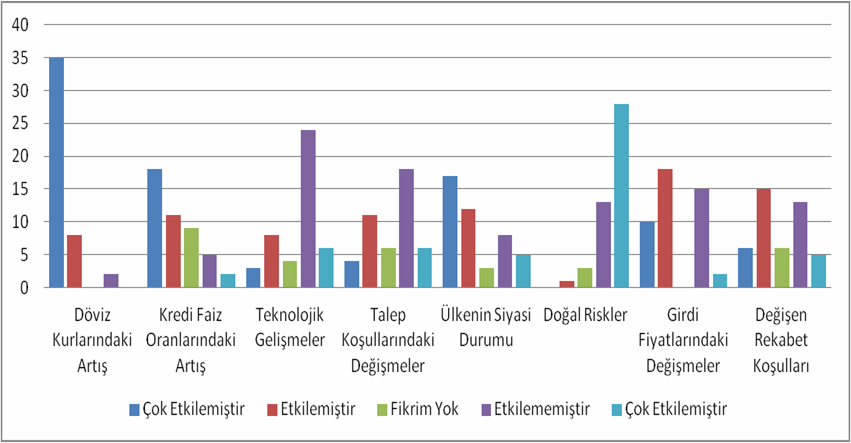 40
35
30
25
20
15
10
5
0
Döviz
Kurlarındaki
Artış
Kredi Faiz
Oranlarındaki
Artış
Teknolojik
Gelişmeler
Talep
Koşullarındaki
Değişmeler
Ülkenin Siyasi
Durumu
Doğal Riskler
Girdi
Fiyatlarındaki
Değişmeler
Değişen
Rekabet
Koşulları
Çok Etkilemiştir
Etkilemiştir
Fikrim Yok
Etkilememiştir
Çok Etkilemiştir